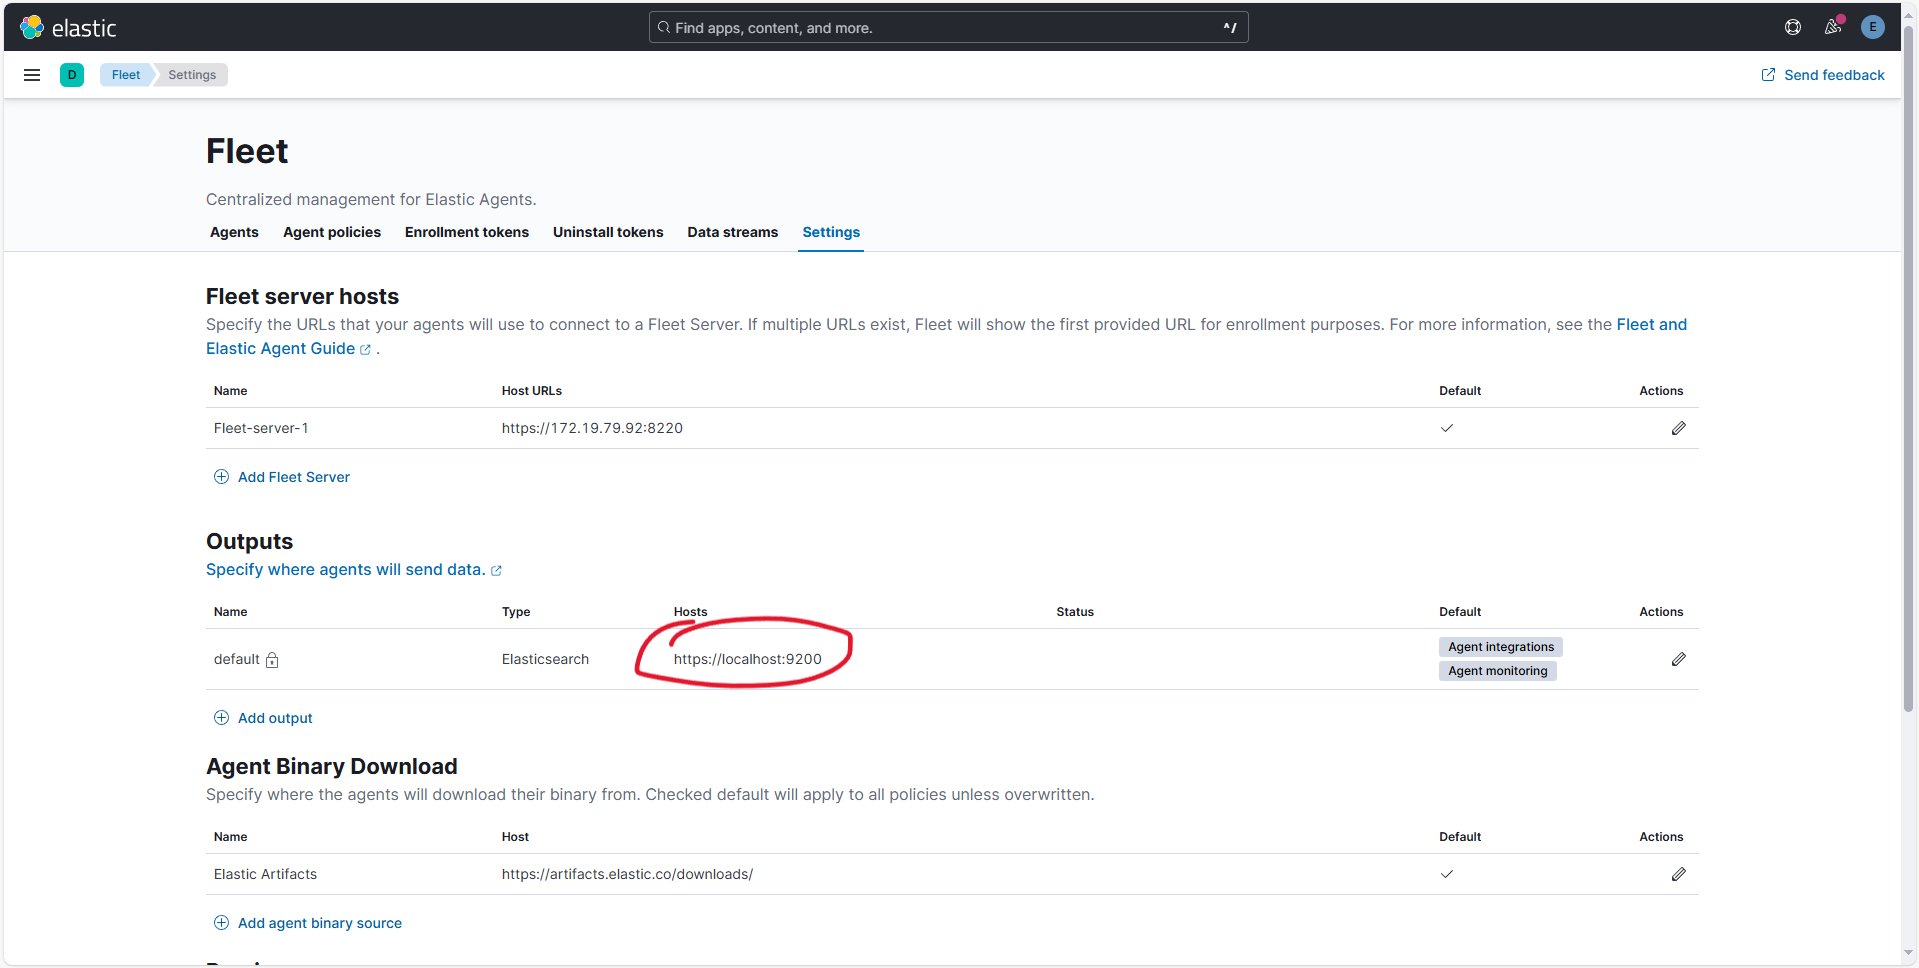 elastic
Find apps, content, and more.
^/
E
D
Fleet
Settings
Send feedback
Fleet
Centralized management for Elastic Agents.
Agents Agent policies Enrollment tokens Uninstall tokens Data streams Settings
Fleet server hosts
Specify the URLs that your agents will use to connect to a Fleet Server. If multiple URLs exist, Fleet will show the first provided URL for enrollment purposes. For more information, see the Fleet and
Elastic Agent Guide .
Name Host URLs Default Actions
Fleet-server-1 https://172.19.79.92:8220
Add Fleet Server
Outputs
Specify where agents will send data.
Name Type Hosts Status Default Actions
default Elasticsearch https://localhost:9200 Agent integrations
Agent monitoring
Add output
Agent Binary Download
Specify where the agents will download their binary from. Checked default will apply to all policies unless overwritten.
Name Host Default Actions
Elastic Artifacts https://artifacts.elastic.co/downloads/
Add agent binary source